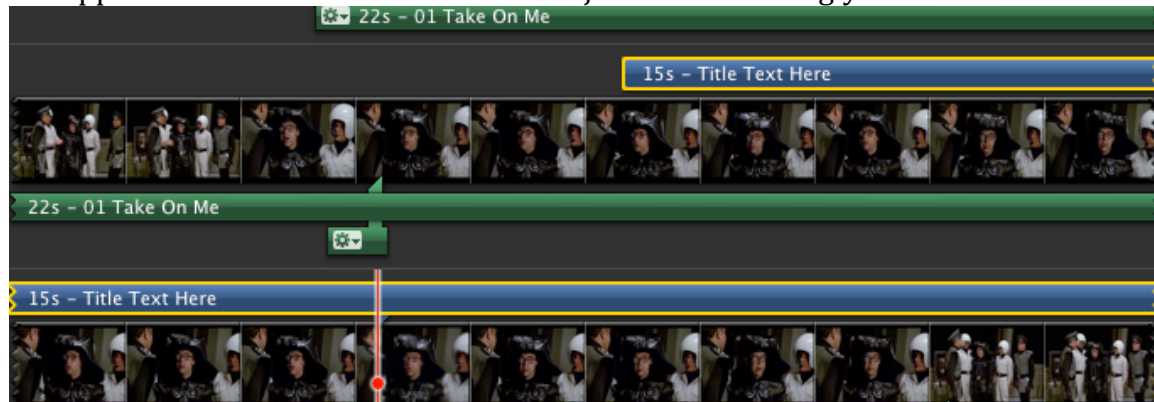 22s – 01 Take On Me
15s – Title Text Here
22s – 01 Take On Me
15s – Title Text Here